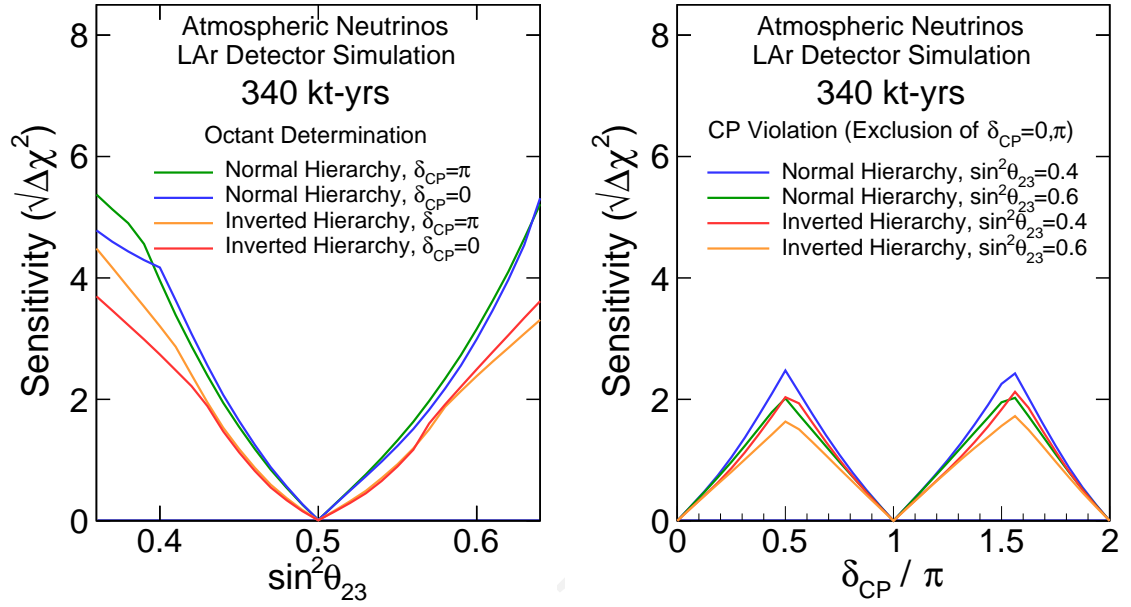 Atmospheric Neutrinos
LAr Detector Simulation
340 kt-yrs
Octant Determination
Normal Hierarchy, δCP=π
Normal Hierarchy, δCP=0
Inverted Hierarchy, δCP=π
Inverted Hierarchy, δCP=0
Sensitivity (√Δχ²)
8
6
4
2
0
0.4
0.5
0.6
sin²θ23
Atmospheric Neutrinos
LAr Detector Simulation
340 kt-yrs
CP Violation (Exclusion of δCP=0,π)
Normal Hierarchy, sin²θ23=0.4
Normal Hierarchy, sin²θ23=0.6
Inverted Hierarchy, sin²θ23=0.4
Inverted Hierarchy, sin²θ23=0.6
Sensitivity (√Δχ²)
8
6
4
2
0
0
0.5
1
1.5
2
δCP / π